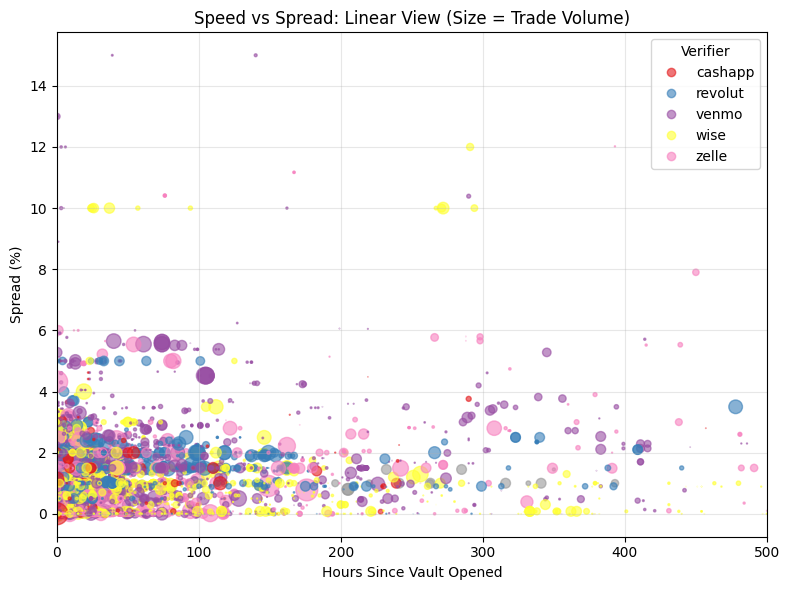 Speed vs Spread: Linear View (Size = Trade Volume)
Verifier
cashapp
revolut
venmo
wise
zelle
Spread (%)
14
12
10
8
6
4
2
0
0 100 200 300 400 500
Hours Since Vault Opened